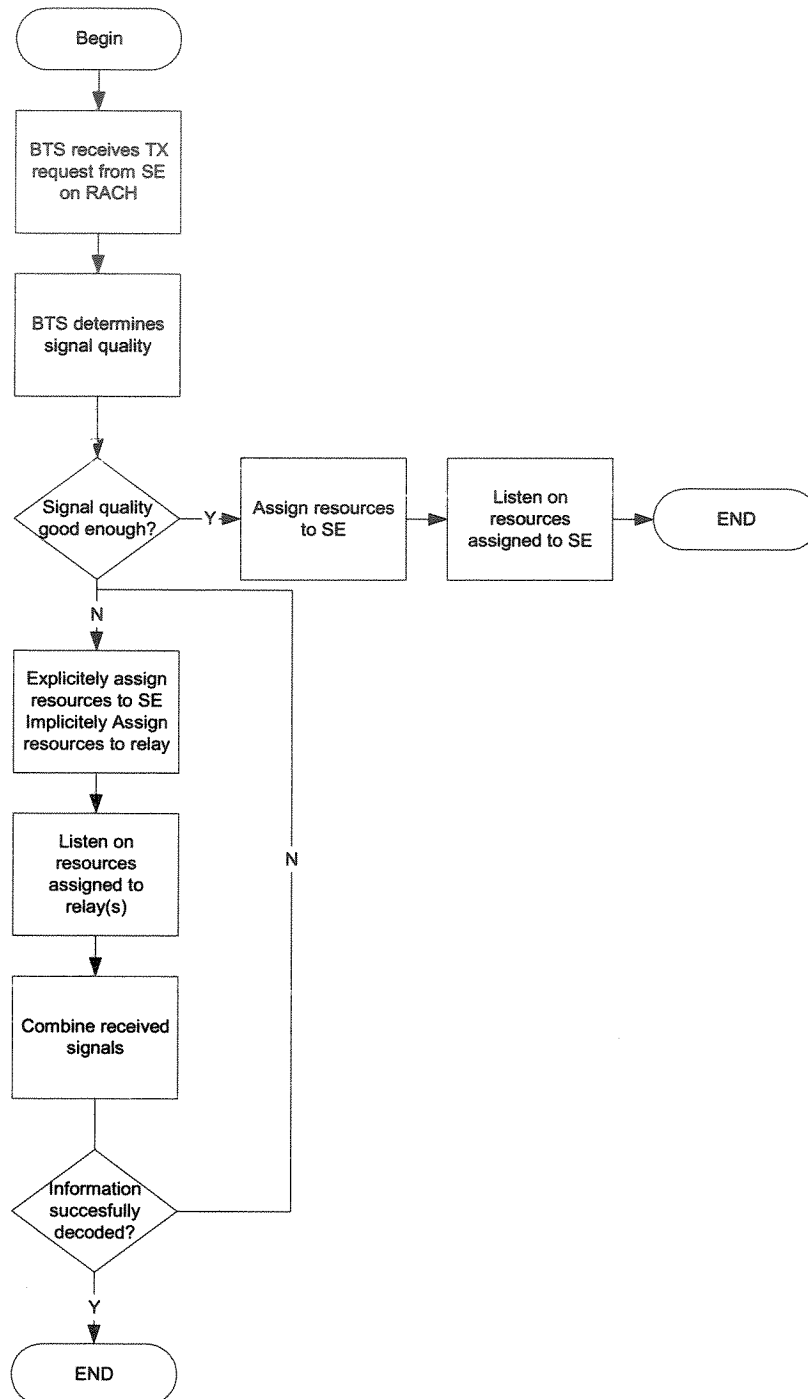 Begin
BTS receives TX
request from SE
on RACH
BTS determines
signal quality
Signal quality
good enough?
Y
Assign resources
to SE
Listen on
resources
assigned to SE
END
N
Explicitely assign
resources to SE
Implicitely Assign
resources to relay
Listen on
resources
assigned to
relay(s)
N
Combine received
signals
Information
succesfully
decoded?
Y
END